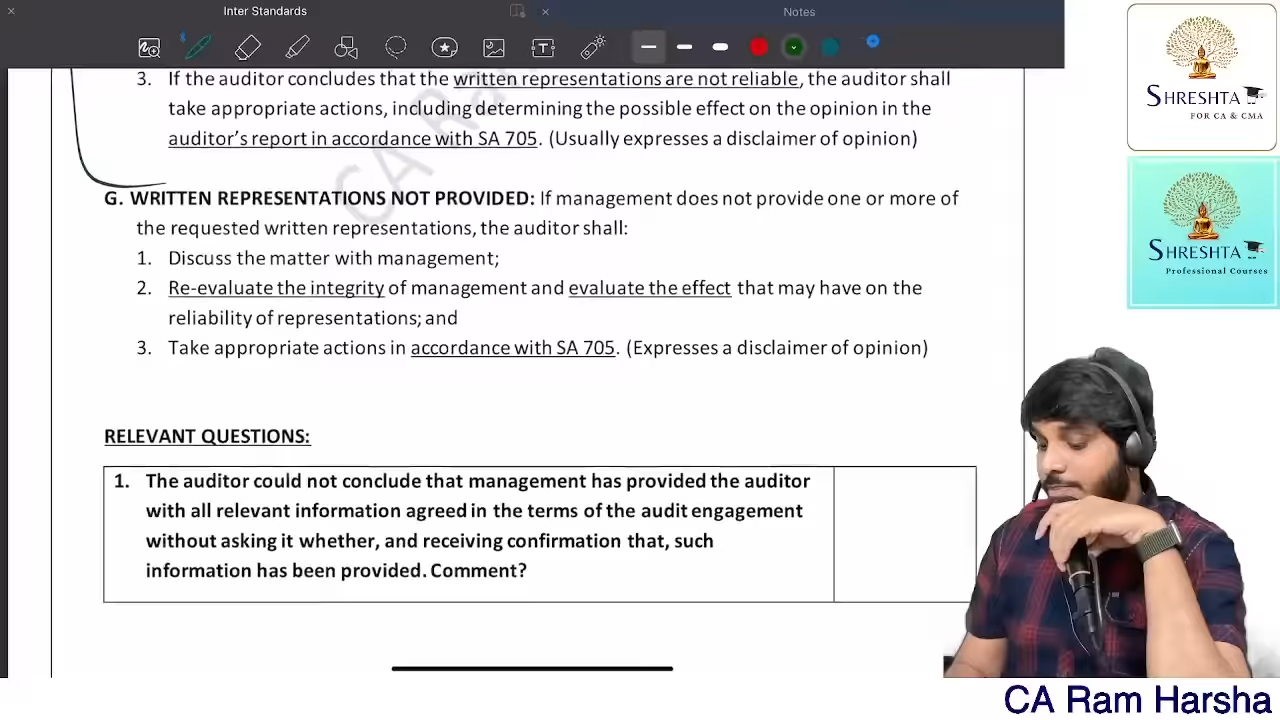 Inter Standards
Notes
3. If the auditor concludes that the written representations are not reliable, the auditor shall
take appropriate actions, including determining the possible effect on the opinion in the
auditor's report in accordance with SA 705. (Usually expresses a disclaimer of opinion)
G. WRITTEN REPRESENTATIONS NOT PROVIDED: If management does not provide one or more of
the requested written representations, the auditor shall:
1. Discuss the matter with management;
2. Re-evaluate the integrity of management and evaluate the effect that may have on the
reliability of representations; and
3. Take appropriate actions in accordance with SA 705. (Expresses a disclaimer of opinion)
RELEVANT QUESTIONS:
1. The auditor could not conclude that management has provided the auditor
with all relevant information agreed in the terms of the audit engagement
without asking it whether, and receiving confirmation that, such
information has been provided. Comment?
CA Ra
SHRESHTA
FOR CA & CMA
SHRESHTA
Professional Courses
CA Ram Harsha